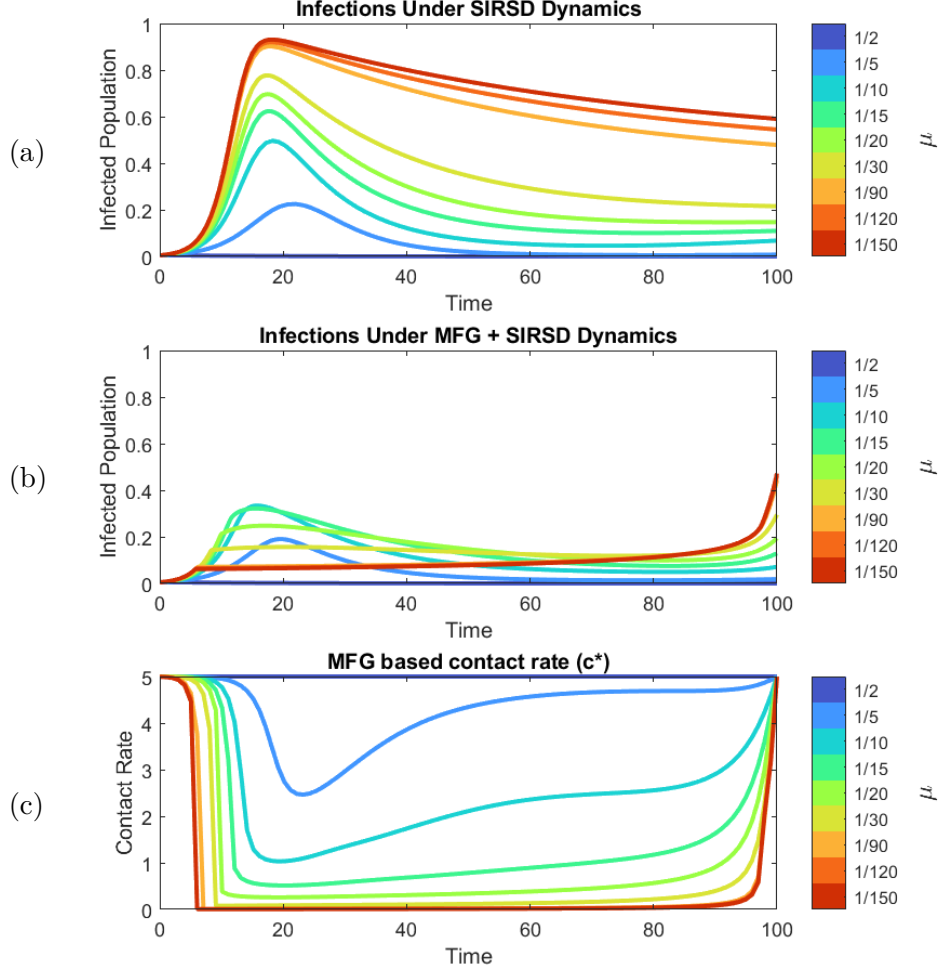 Infections Under SIRSD Dynamics
(a)
Infected Population
1
0.8
0.6
0.4
0.2
0
0 20 40 60 80 100
Time
1/2
1/5
1/10
1/15
1/20
1/30
1/90
1/120
1/150
μ
Infections Under MFG + SIRSD Dynamics
(b)
Infected Population
1
0.8
0.6
0.4
0.2
0
0 20 40 60 80 100
Time
1/2
1/5
1/10
1/15
1/20
1/30
1/90
1/120
1/150
μ
MFG based contact rate (c*)
(c)
Contact Rate
5
4
3
2
1
0
0 20 40 60 80 100
Time
1/2
1/5
1/10
1/15
1/20
1/30
1/90
1/120
1/150
μ